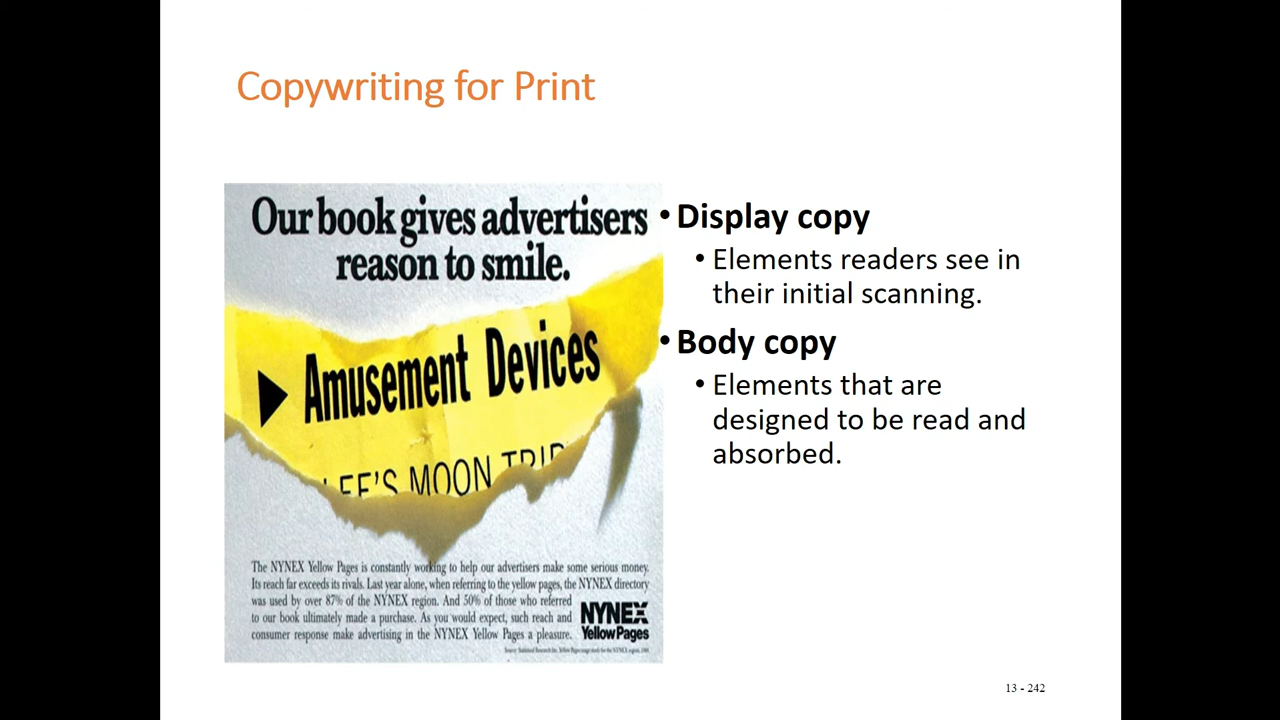 Copywriting for Print
Our book gives advertisers
reason to smile.
Amusement Devices
LEE'S MOON TRIP
The NYNEX Yellow Pages is constantly working to help our advertisers make some serious money.
Its reach far exceeds its rivals. Last year alone, when referring to the yellow pages, the NYNEX directory
was used by over 87% of the NYNEX region. And 50% of those who referred
to our book ultimately made a purchase. As you would expect, such reach and
consumer response make advertising in the NYNEX Yellow Pages a pleasure.
NYNEX
Yellow Pages
• Display copy
• Elements readers see in
their initial scanning.
• Body copy
• Elements that are
designed to be read and
absorbed.
13 - 242